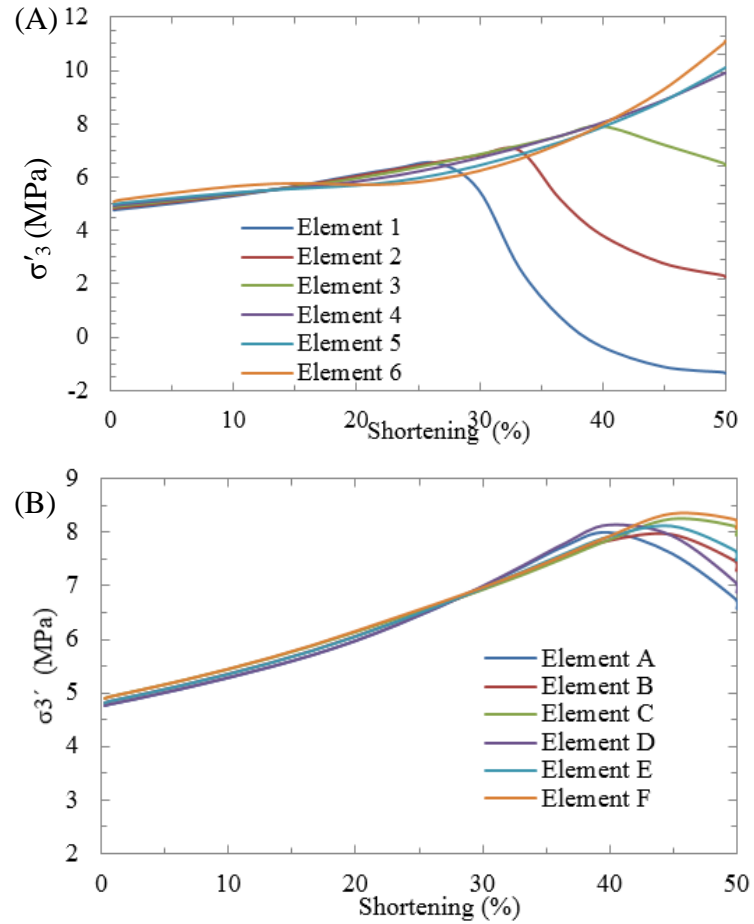 (A)
12
10
8
6
4
2
0
-2
σ′3 (MPa)
Element 1
Element 2
Element 3
Element 4
Element 5
Element 6
0 10 20 30 40 50
Shortening (%)
(B)
9
8
7
6
5
4
3
2
σ3′ (MPa)
Element A
Element B
Element C
Element D
Element E
Element F
0 10 20 30 40 50
Shortening (%)